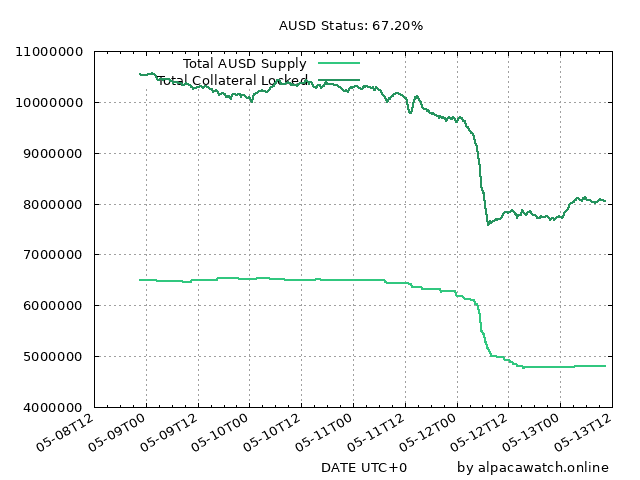 AUSD Status: 67.20%
11000000
Total AUSD Supply
Total Collateral Locked
10000000
9000000
8000000
7000000
6000000
5000000
4000000
05-08T12 05-09T00 05-09T12 05-10T00 05-10T12 05-11T00 05-11T12 05-12T00 05-12T12 05-13T00 05-13T12
DATE UTC+0 by alpacawatch.online